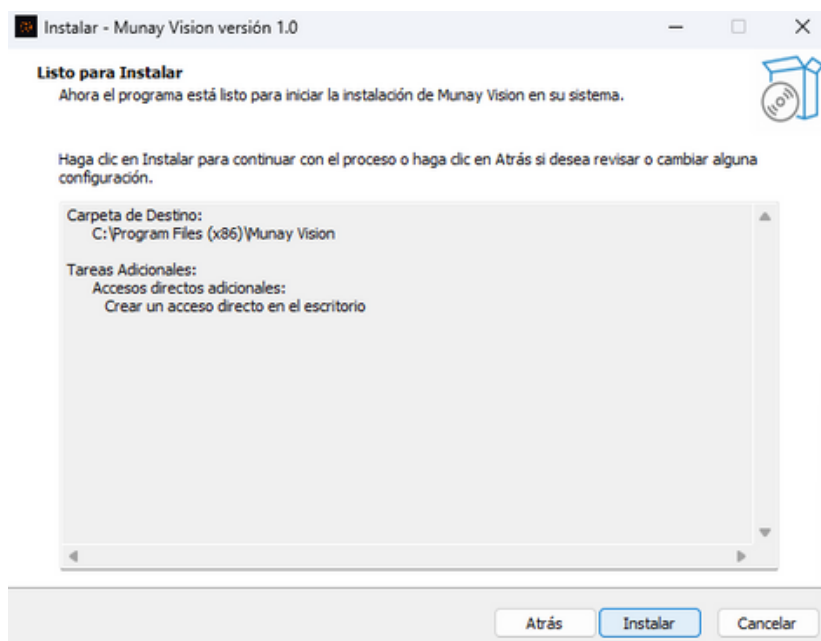 Instalar - Munay Vision versión 1.0
Listo para Instalar
Ahora el programa está listo para iniciar la instalación de Munay Vision en su sistema.
Haga clic en Instalar para continuar con el proceso o haga clic en Atrás si desea revisar o cambiar alguna
configuración.
Carpeta de Destino:
C:\Program Files (x86)\Munay Vision
Tareas Adicionales:
Accesos directos adicionales:
Crear un acceso directo en el escritorio
Atrás Instalar Cancelar